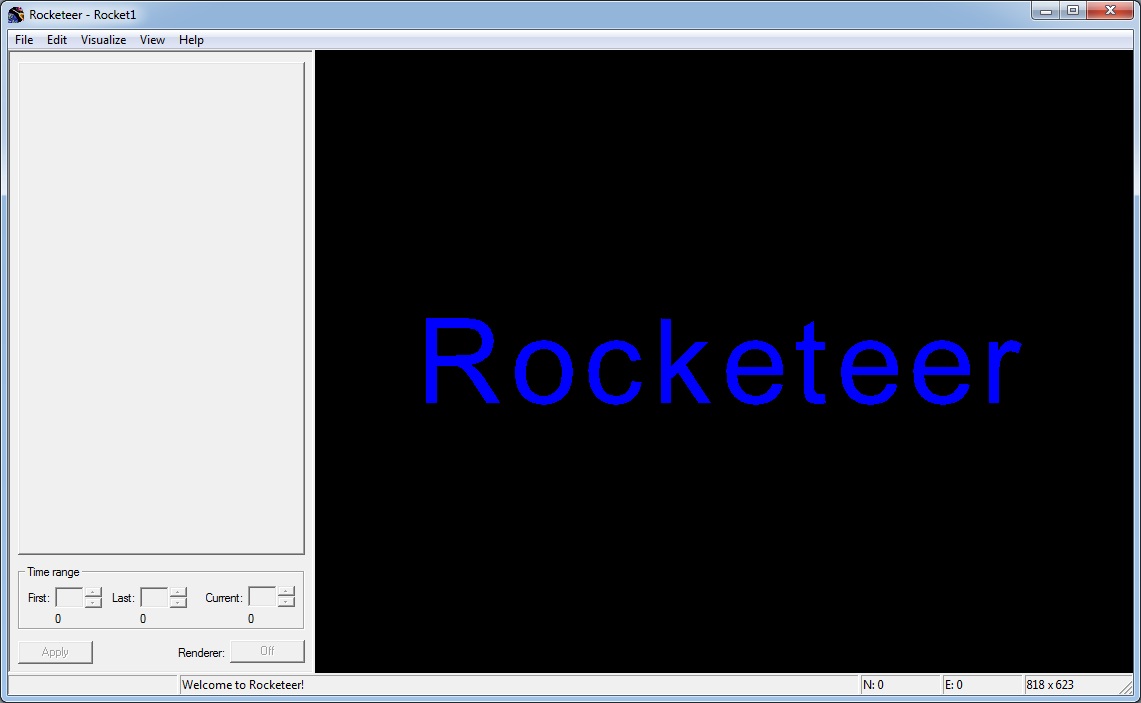 Rocketeer - Rocket1
File Edit Visualize View Help
Rocketeer
Time range
First: Last: Current:
0 0 0
Apply Renderer: Off
Welcome to Rocketeer! N: 0 E: 0 818 x 623